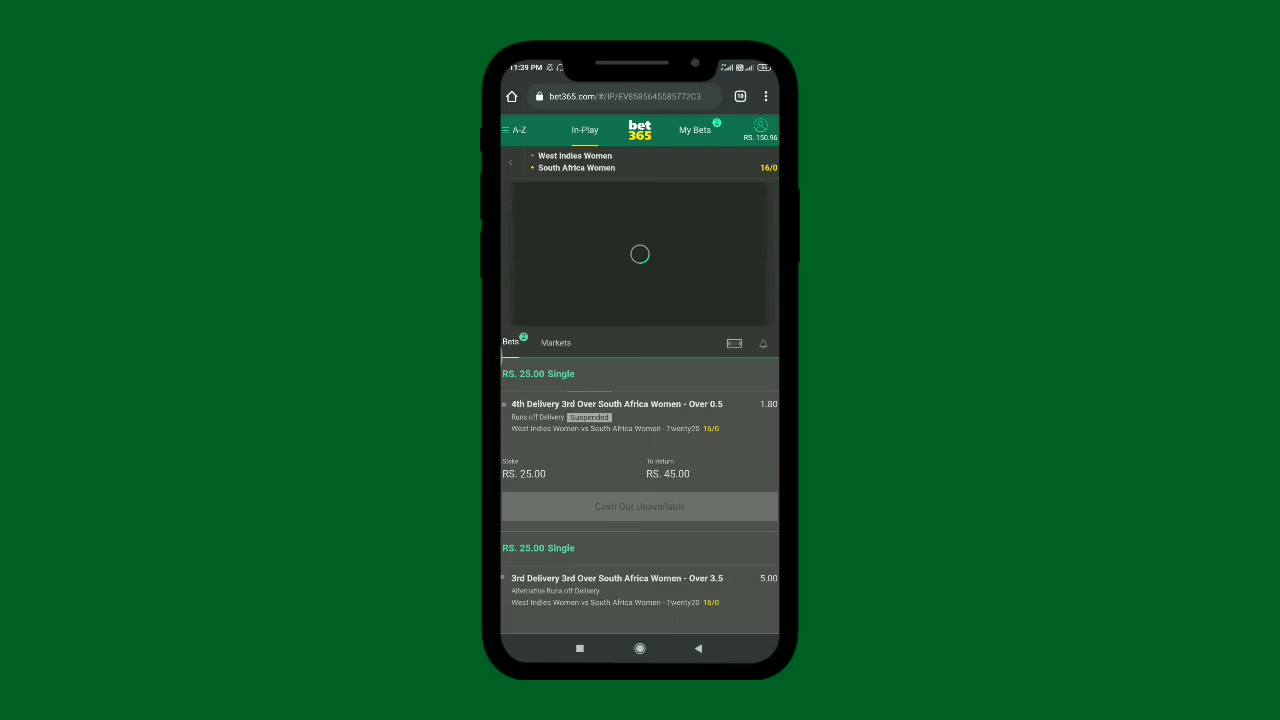 11:39 PM
bet365.com/#/IP/EV8585645585772C3
10
A-Z
In-Play
bet
365
My Bets
2
RS. 150.96
West Indies Women
South Africa Women 16/0
Bets
2
Markets
RS. 25.00 Single
4th Delivery 3rd Over South Africa Women - Over 0.5 1.80
Runs off Delivery Suspended
West Indies Women vs South Africa Women - Twenty20 16/0
Stake To Return
RS. 25.00 RS. 45.00
Cash Out Unavailable
RS. 25.00 Single
3rd Delivery 3rd Over South Africa Women - Over 3.5 5.00
Alternative Runs off Delivery
West Indies Women vs South Africa Women - Twenty20 16/0